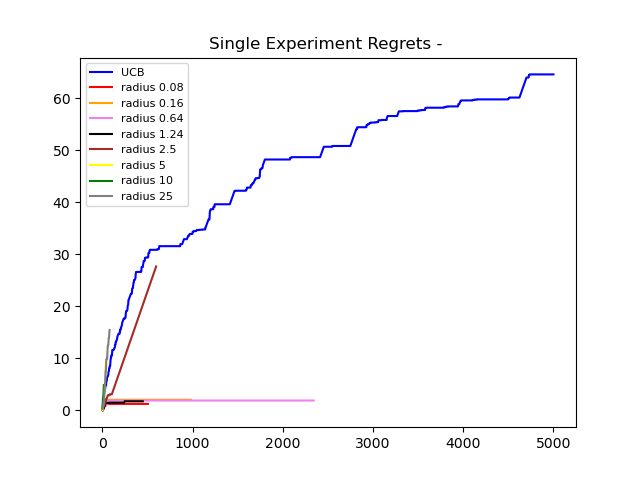 Single Experiment Regrets -
UCB
radius 0.08
radius 0.16
radius 0.64
radius 1.24
radius 2.5
radius 5
radius 10
radius 25
60
50
40
30
20
10
0
0 1000 2000 3000 4000 5000